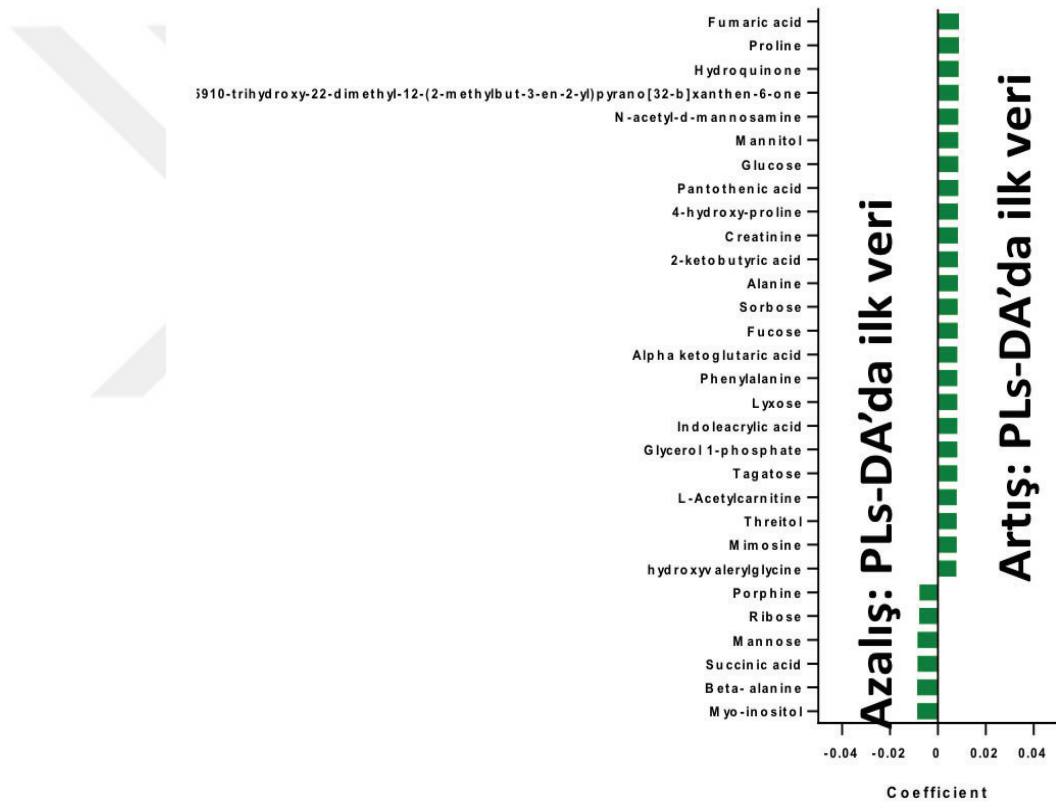 Fumaric acid
Proline
Hydroquinone
5910-trihydroxy-22-dimethyl-12-(2-methylbut-3-en-2-yl)pyrano[32-b]xanthen-6-one
N-acetyl-d-mannosamine
Mannitol
Glucose
Pantothenic acid
4-hydroxy-proline
Creatinine
2-ketobutyric acid
Alanine
Sorbose
Fucose
Alpha ketoglutaric acid
Phenylalanine
Lyxose
Indoleacrylic acid
Glycerol 1-phosphate
Tagatose
L-Acetylcarnitine
Threitol
Mimosine
hydroxyvalerylglycine
Porphine
Ribose
Mannose
Succinic acid
Beta- alanine
Myo-inositol
Azalış: PLs-DA’da ilk veri
Artış: PLs-DA’da ilk veri
-0.04 -0.02 0 0.02 0.04
Coefficient